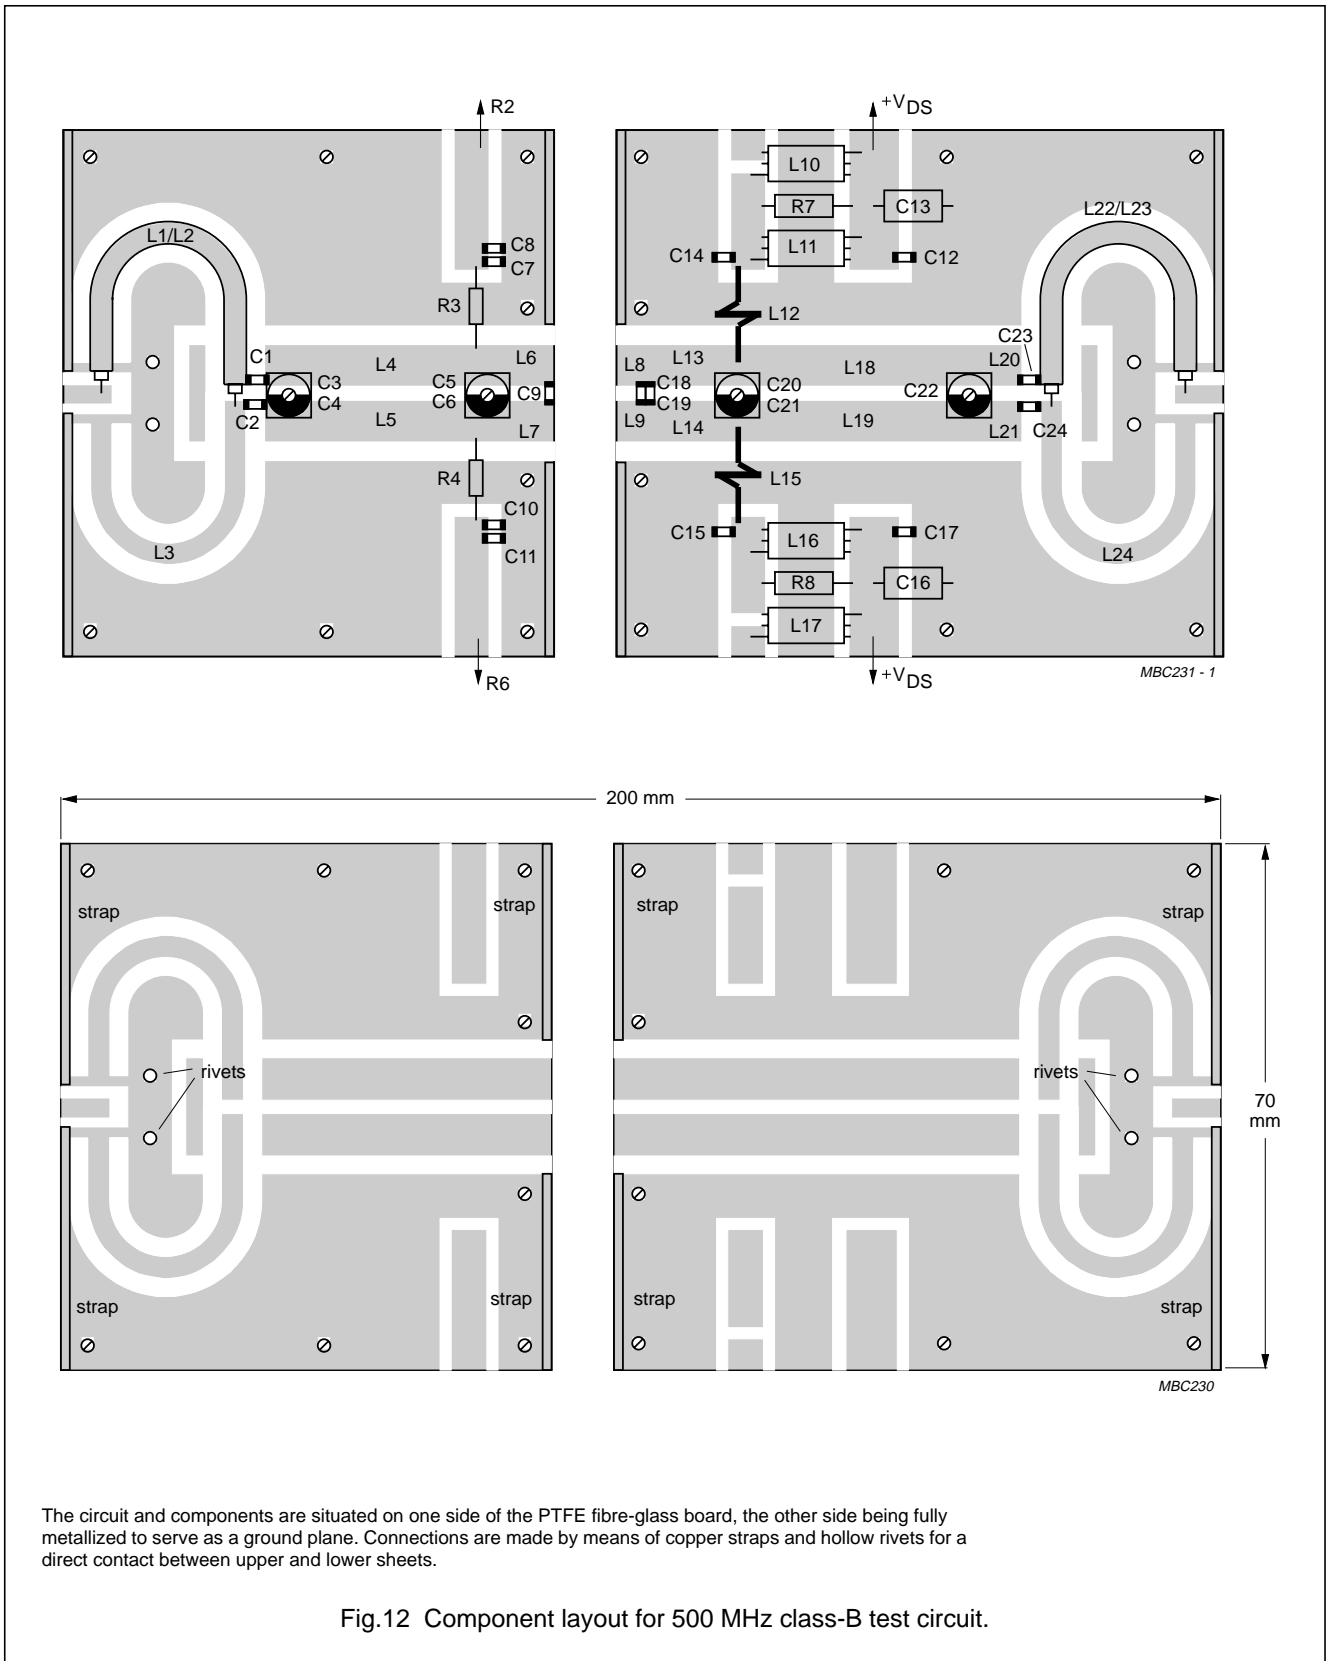 R2
+VDS
L10
R7
C13
L1/L2
L22/L23
C8
C7
L11
C14
C12
R3
L12
C23
C1
L4
L6
L8
L13
L18
L20
C3
C4
C5
C6
C9
C18
C19
C20
C21
C22
C2
L5
L7
L9
L14
L19
L21
C24
R4
L15
C10
C11
C15
L16
C17
L3
L24
R8
C16
L17
R6
+VDS
MBC231 - 1
200 mm
strap
strap
strap
strap
rivets
rivets
70
mm
strap
strap
strap
strap
MBC230
The circuit and components are situated on one side of the PTFE fibre-glass board, the other side being fully
metallized to serve as a ground plane. Connections are made by means of copper straps and hollow rivets for a
direct contact between upper and lower sheets.
Fig.12 Component layout for 500 MHz class-B test circuit.